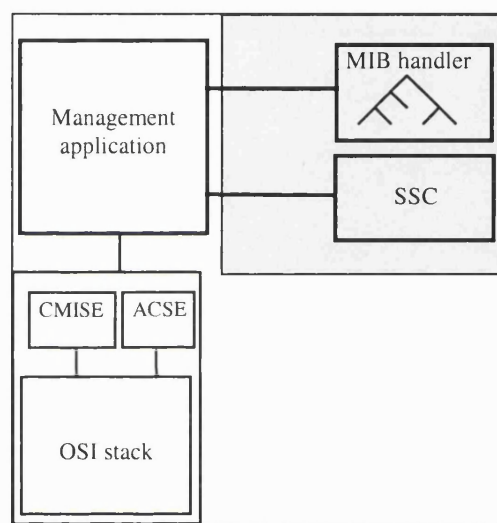 MIB handler
Management
application
SSC
CMISE
ACSE
OSI stack